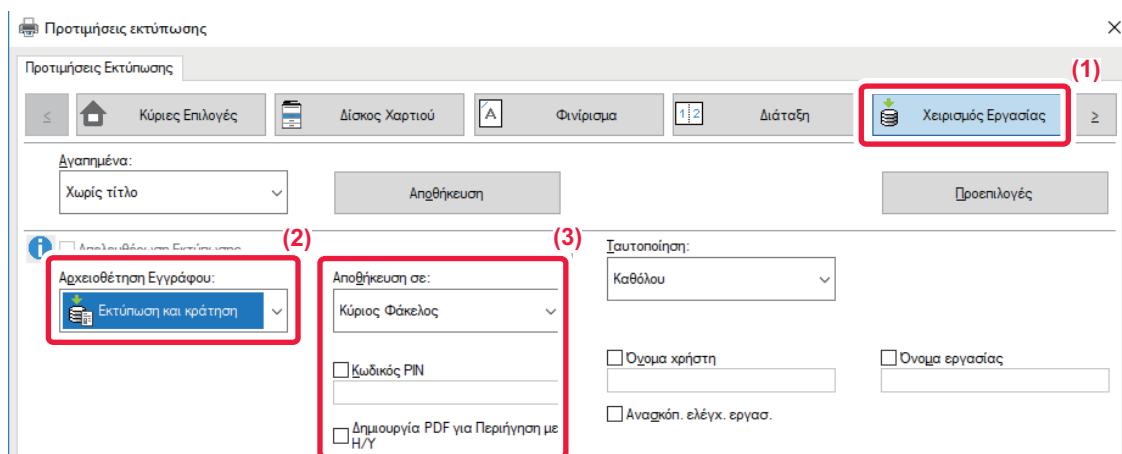 Προτιμήσεις εκτύπωσης
Προτιμήσεις Εκτύπωσης
(1)
Κύριες Επιλογές
Δίσκος Χαρτιού
Φινίρισμα
Διάταξη
Χειρισμός Εργασίας
Αγαπημένα:
Χωρίς τίτλο
Αποθήκευση
Προεπιλογές
(2)
(3)
Απελευθέρωση Εκτύπωσης
Ταυτοποίηση:
Αρχειοθέτηση Εγγράφου:
Αποθήκευση σε:
Καθόλου
Εκτύπωση και κράτηση
Κύριος Φάκελος
Κωδικός PIN
Όνομα χρήστη
Όνομα εργασίας
Ανασκόπ. ελέγχ. εργασ.
Δημιουργία PDF για Περιήγηση με
Η/Υ